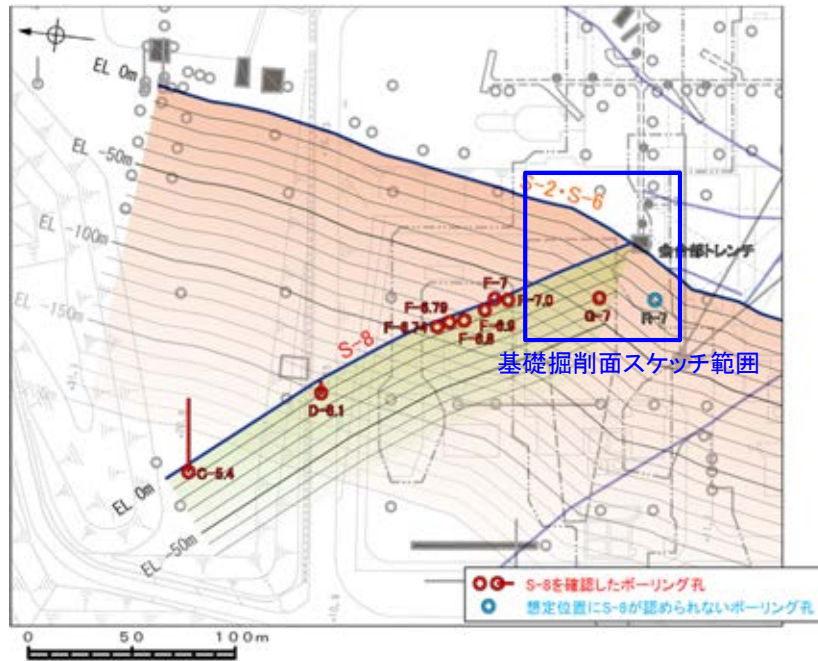 EL 0m
EL -50m
EL -100m
EL -150m
S-2・S-6
会合部トレンチ
F-7
F-7.0
F-6.79
F-6.74
F-6.9
F-6.8
G-7
H-7
S-8
D-6.1
C-5.4
基礎掘削面スケッチ範囲
EL 0m
EL -50m
S-8を確認したボーリング孔
想定位置にS-8が認められないボーリング孔
0 50 100m